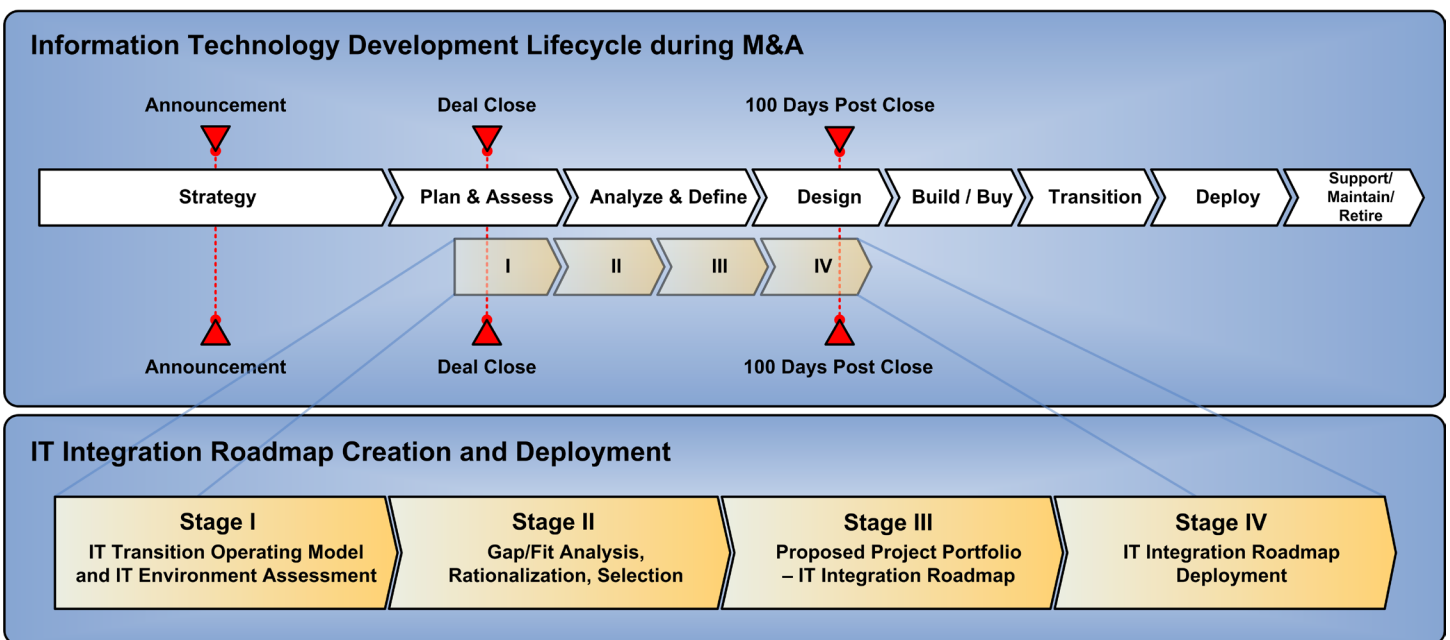 Information Technology Development Lifecycle during M&A
Announcement
Deal Close
100 Days Post Close
Strategy
Plan & Assess
Analyze & Define
Design
Build / Buy
Transition
Deploy
Support/
Maintain/
Retire
I
II
III
IV
Announcement
Deal Close
100 Days Post Close
IT Integration Roadmap Creation and Deployment
Stage I
IT Transition Operating Model
and IT Environment Assessment
Stage II
Gap/Fit Analysis,
Rationalization, Selection
Stage III
Proposed Project Portfolio
– IT Integration Roadmap
Stage IV
IT Integration Roadmap
Deployment